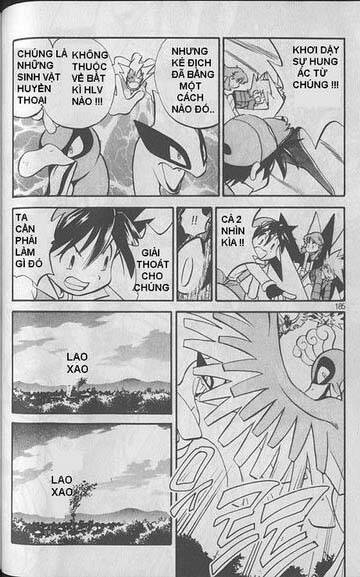 KHƠI DẬY
SỰ HUNG
ÁC TỪ
CHÚNG !!!
NHƯNG
KẺ ĐỊCH
ĐÃ BẰNG
MỘT
CÁCH
NÀO ĐÓ..
KHÔNG
THUỘC
VỀ BẤT
KÌ HLV
NÀO !!!
CHÚNG LÀ
NHỮNG
SINH VẬT
HUYỀN
THOẠI
CẢ 2
NHÌN
KÌA !!
!!
GIẢI
THOÁT
CHO
CHÚNG
TA
CẦN
PHẢI
LÀM
GÌ ĐÓ
185
LAO
XAO
LAO
XAO